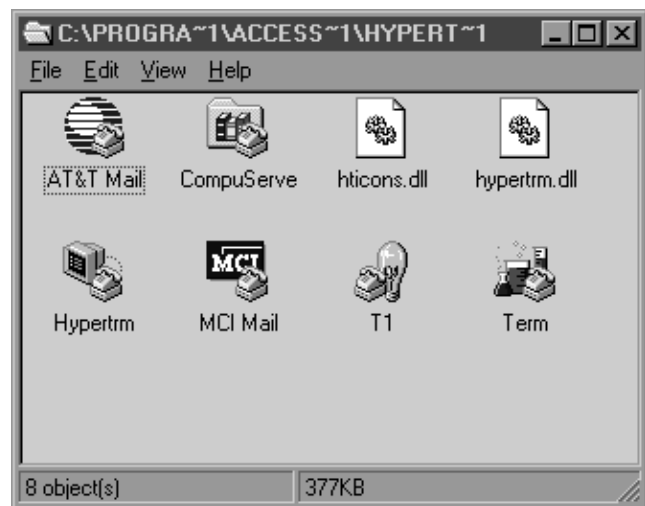 C:\PROGRA~1\ACCESS~1\HYPERT~1
File Edit View Help
AT&T Mail CompuServe hticons.dll hypertrm.dll
MCI
Hypertrm MCI Mail T1 Term
8 object(s) 377KB